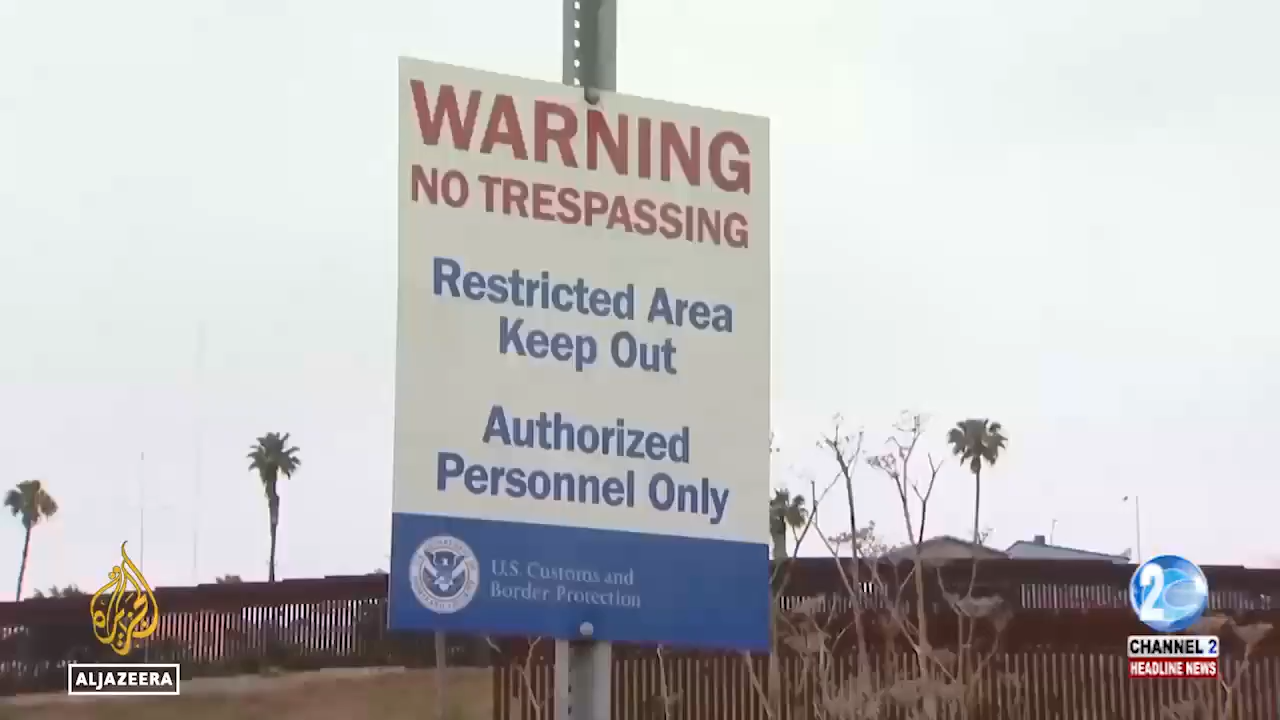 WARNING
NO TRESPASSING
Restricted Area
Keep Out
Authorized
Personnel Only
U.S. Customs and
Border Protection
الجزيرة
ALJAZEERA
2
CHANNEL 2
HEADLINE NEWS